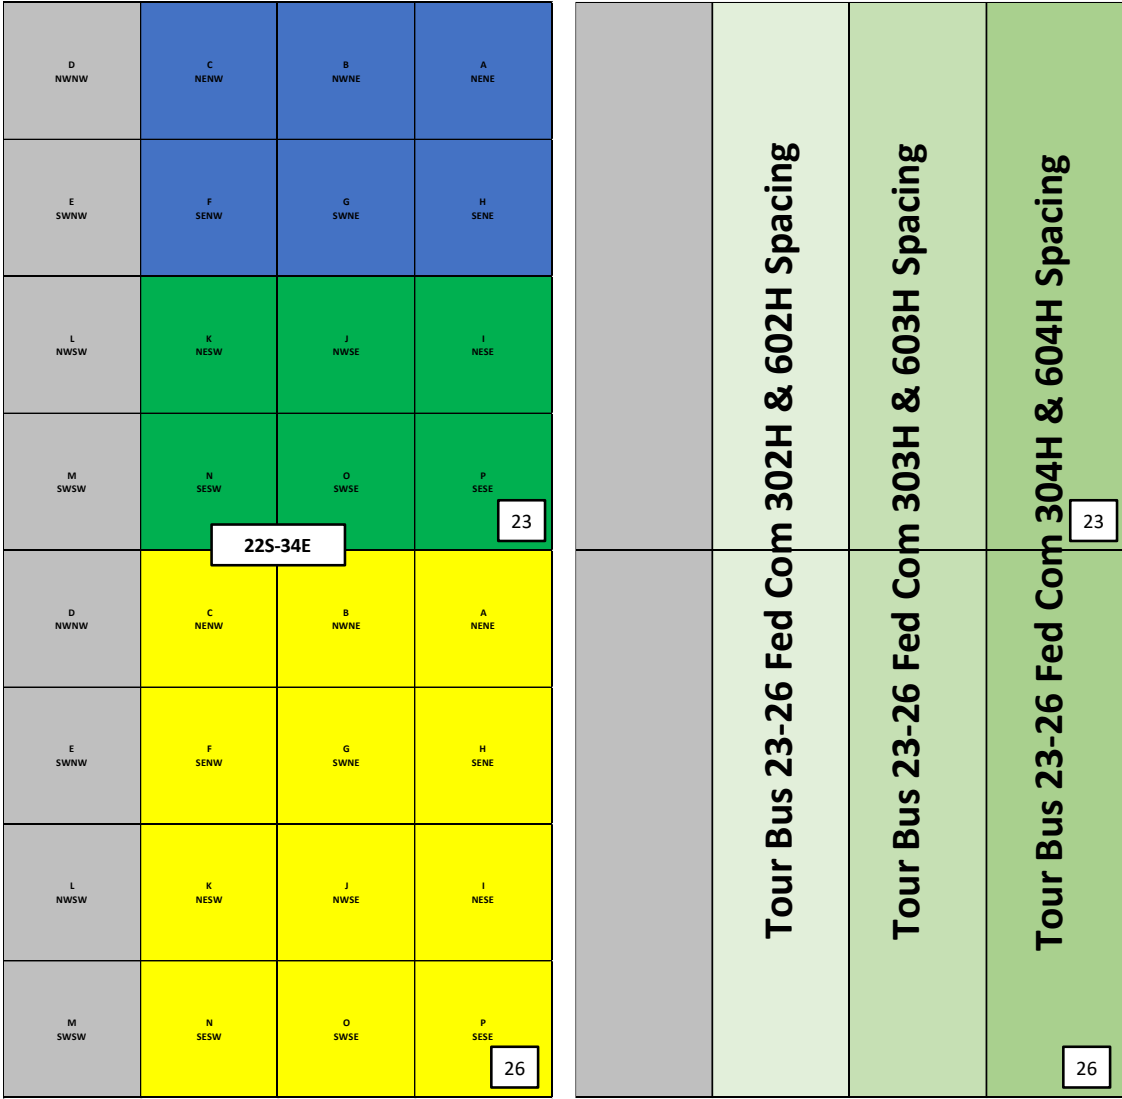 D
NWNW
C
NENW
B
NWNE
A
NENE
E
SWNW
F
SENW
G
SWNE
H
SENE
L
NWSW
K
NESW
J
NWSE
I
NESE
M
SWSW
N
SESW
O
SWSE
P
SESE
23
22S-34E
D
NWNW
C
NENW
B
NWNE
A
NENE
E
SWNW
F
SENW
G
SWNE
H
SENE
L
NWSW
K
NESW
J
NWSE
I
NESE
M
SWSW
N
SESW
O
SWSE
P
SESE
26
Tour Bus 23-26 Fed Com 302H & 602H Spacing
Tour Bus 23-26 Fed Com 303H & 603H Spacing
Tour Bus 23-26 Fed Com 304H & 604H Spacing
23
26